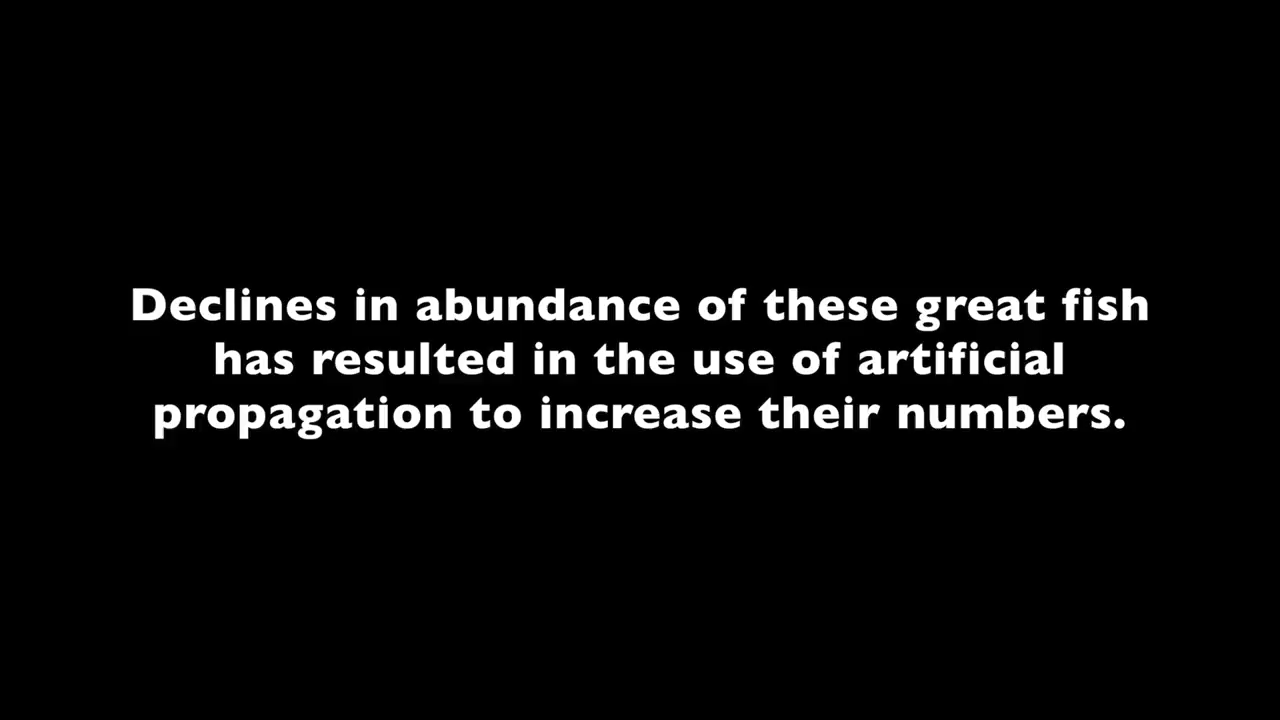 Declines in abundance of these great fish
has resulted in the use of artificial
propagation to increase their numbers.